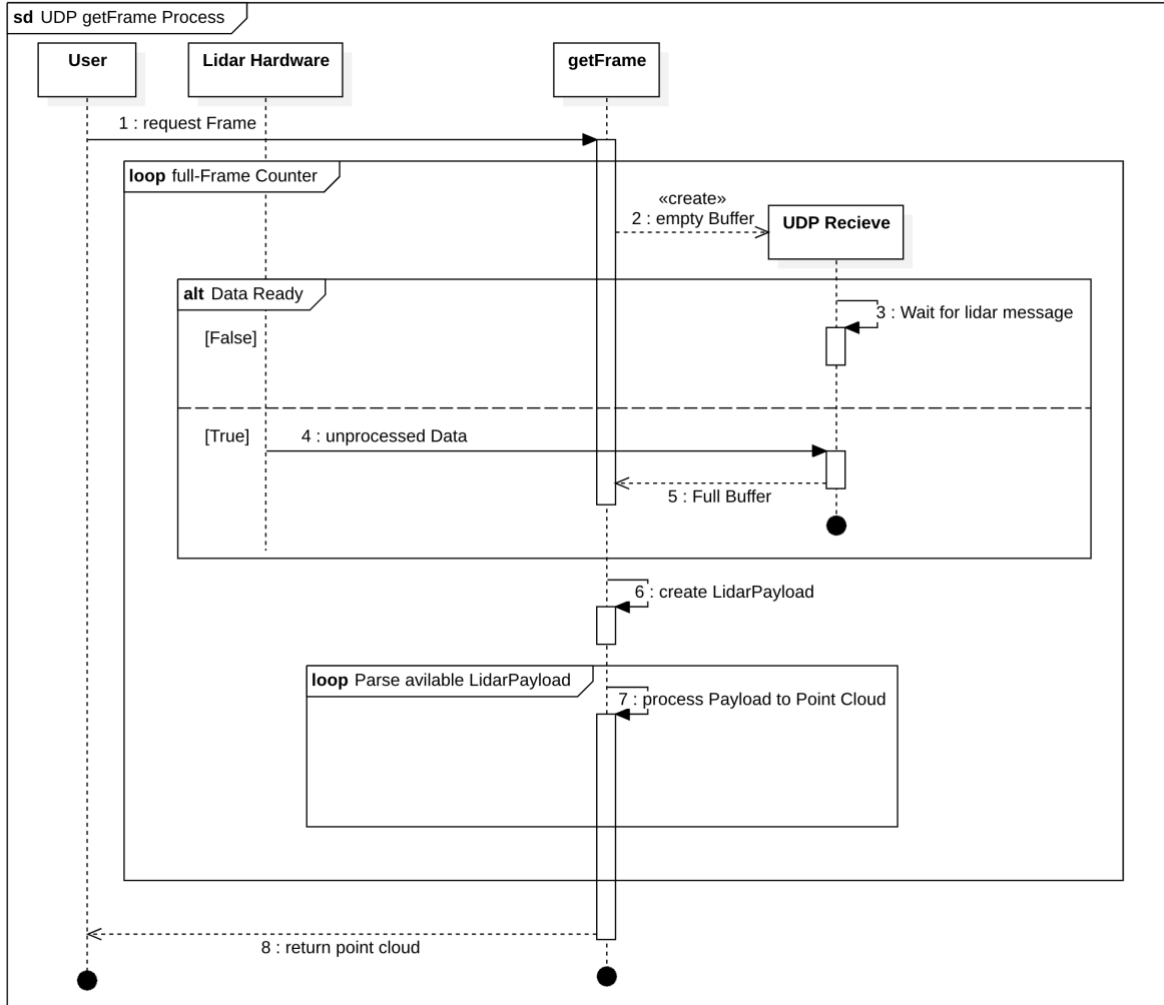 sd UDP getFrame Process
User
Lidar Hardware
getFrame
1 : request Frame
loop full-Frame Counter
«create»
2 : empty Buffer
UDP Recieve
alt Data Ready
3 : Wait for lidar message
[False]
[True]
4 : unprocessed Data
5 : Full Buffer
6 : create LidarPayload
loop Parse avilable LidarPayload
7 : process Payload to Point Cloud
8 : return point cloud